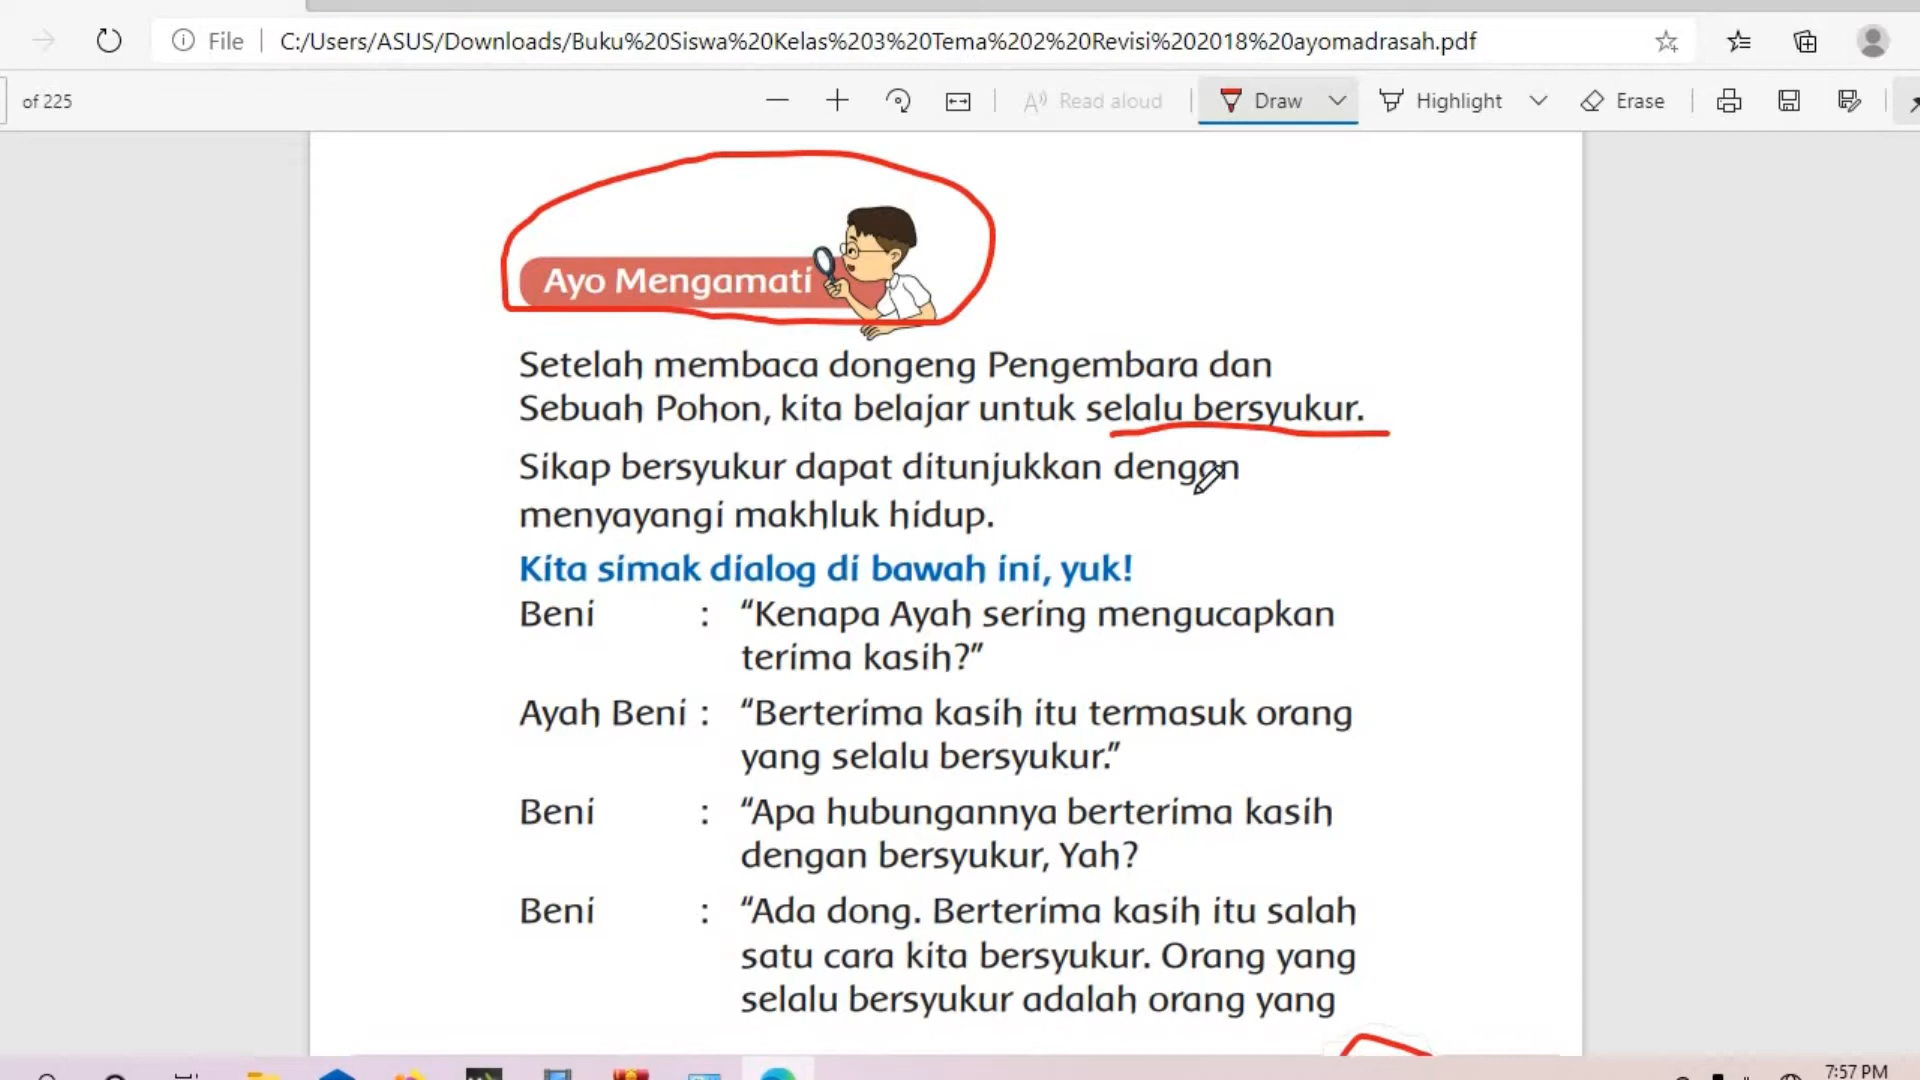 File
C:/Users/ASUS/Downloads/Buku%20Siswa%20Kelas%203%20Tema%202%20Revisi%202018%20ayomadrasah.pdf
of 225
Read aloud
Draw
Highlight
Erase
Ayo Mengamati
Setelah membaca dongeng Pengembara dan
Sebuah Pohon, kita belajar untuk selalu bersyukur.
Sikap bersyukur dapat ditunjukkan dengan
menyayangi makhluk hidup.
Kita simak dialog di bawah ini, yuk!
Beni : “Kenapa Ayah sering mengucapkan
terima kasih?”
Ayah Beni : “Berterima kasih itu termasuk orang
yang selalu bersyukur.”
Beni : “Apa hubungannya berterima kasih
dengan bersyukur, Yah?
Beni : “Ada dong. Berterima kasih itu salah
satu cara kita bersyukur. Orang yang
selalu bersyukur adalah orang yang
7:57 PM